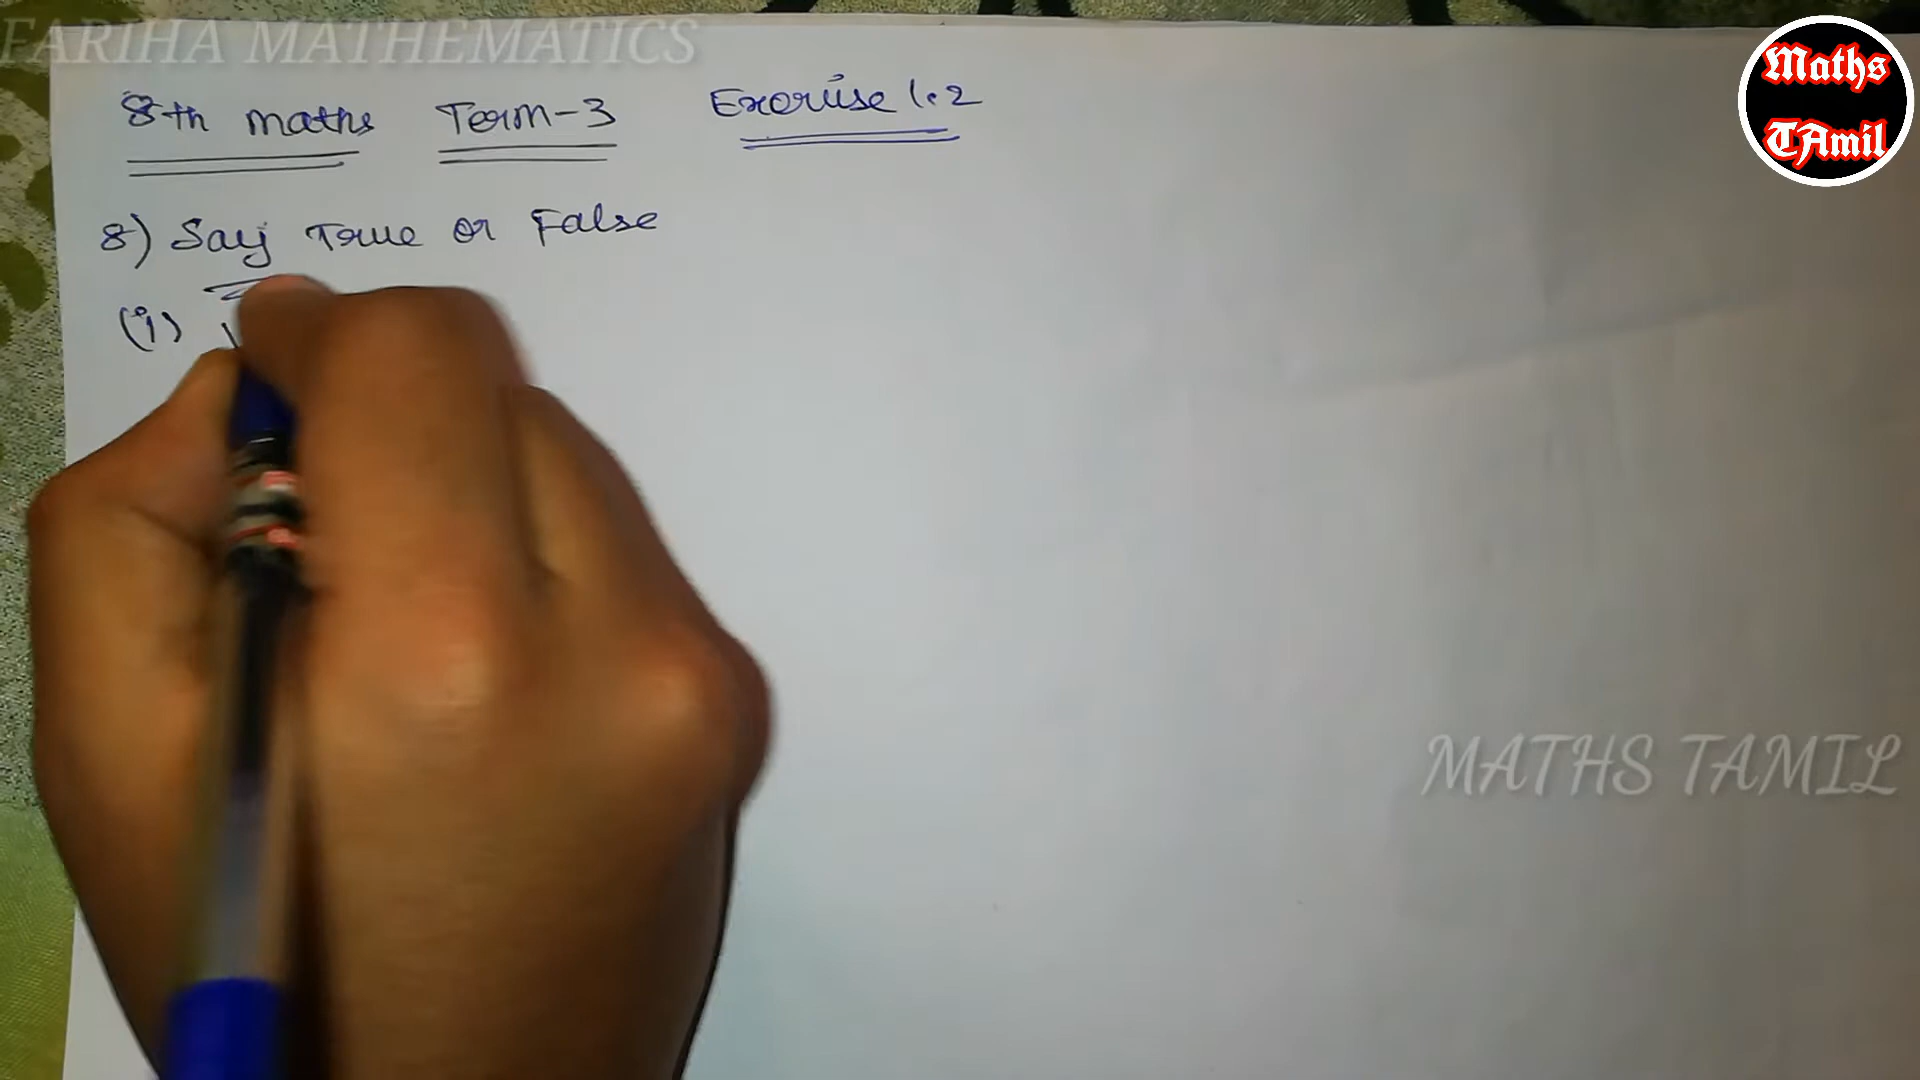 FARIHA MATHEMATICS
Maths
TAmil
8th maths Term-3 Exercise 1.2
8) Say True or False
(i)
MATHS TAMIL